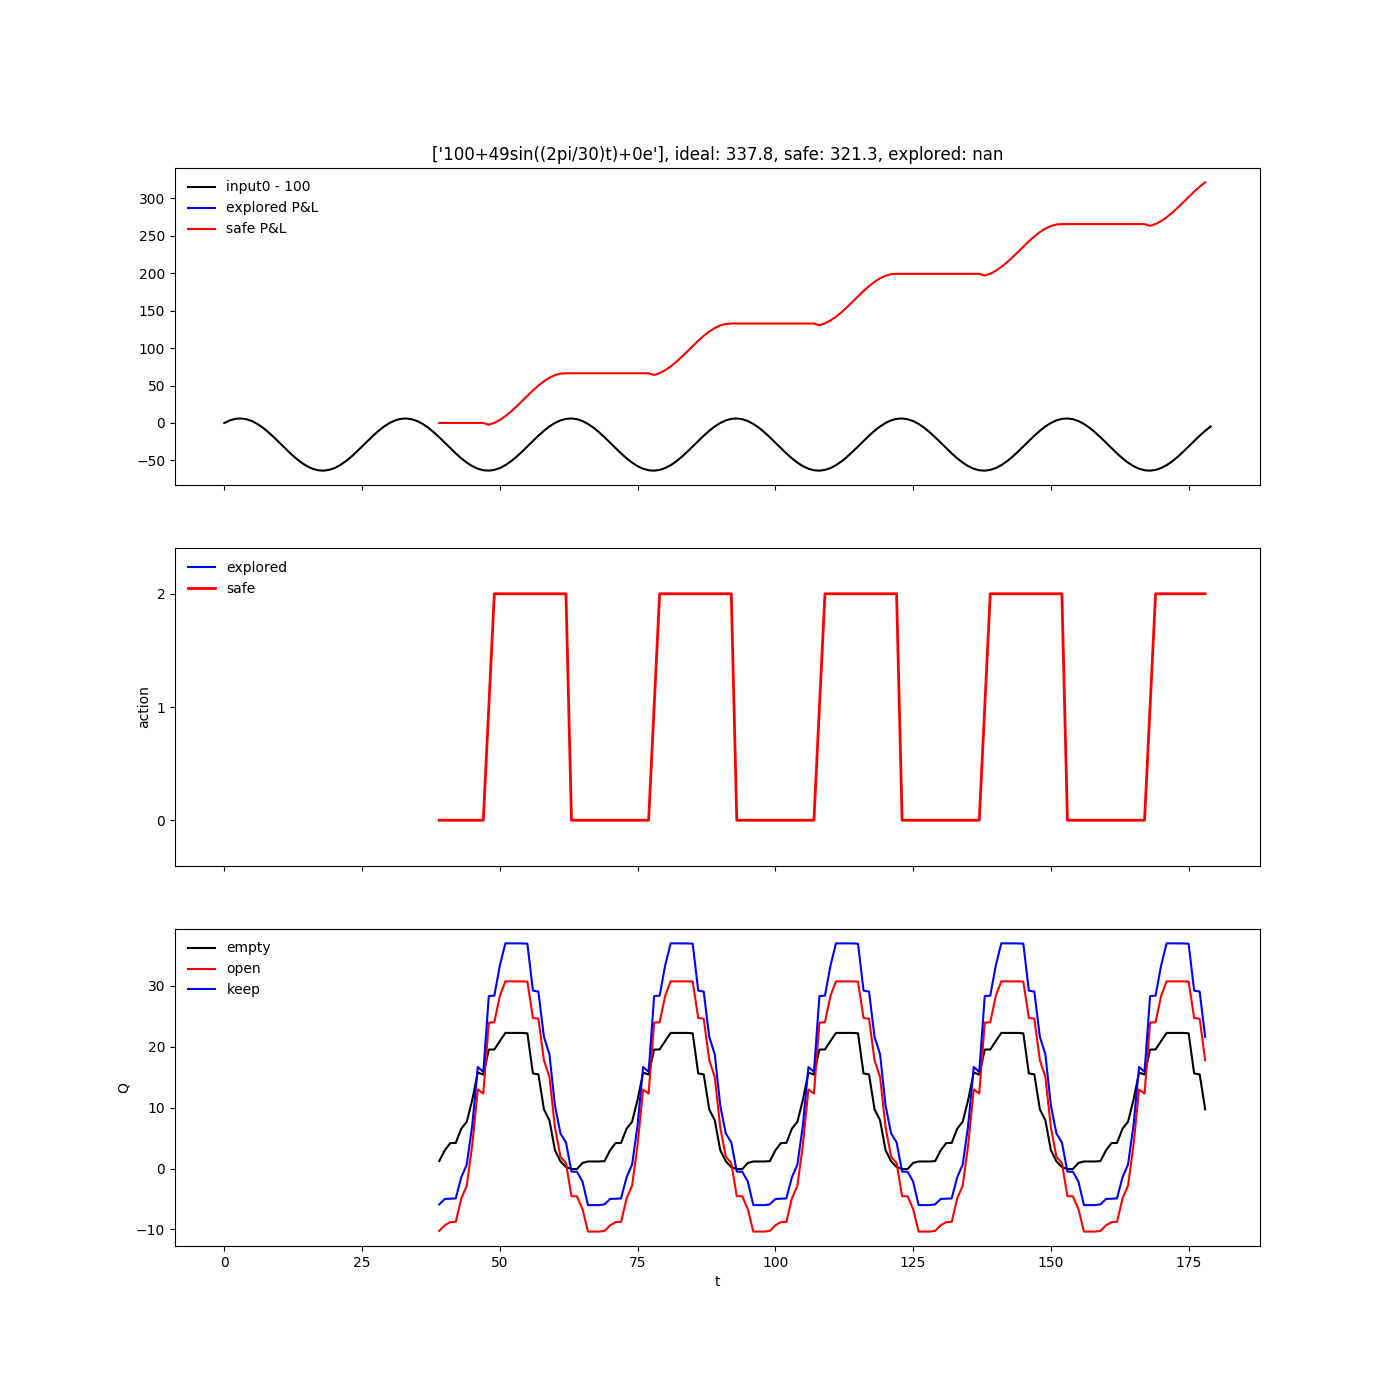 ['100+49sin((2pi/30)t)+0e'], ideal: 337.8, safe: 321.3, explored: nan
input0 - 100
explored P&L
safe P&L
300
250
200
150
100
50
0
−50
explored
safe
2
1
0
action
empty
open
keep
30
20
10
0
−10
Q
0 25 50 75 100 125 150 175
t